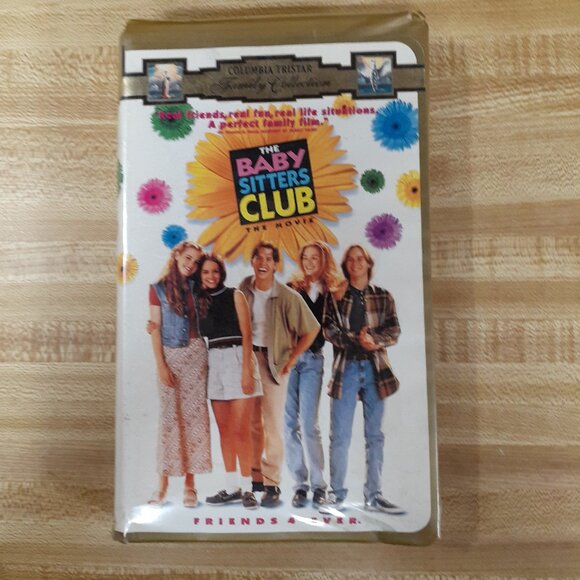 COLUMBIA TRISTAR
Family Collection
"Real friends, real fun, real life situations.
A perfect family film."
THE
BABY
SITTERS
CLUB
THE MOVIE
FRIENDS 4 EVER.